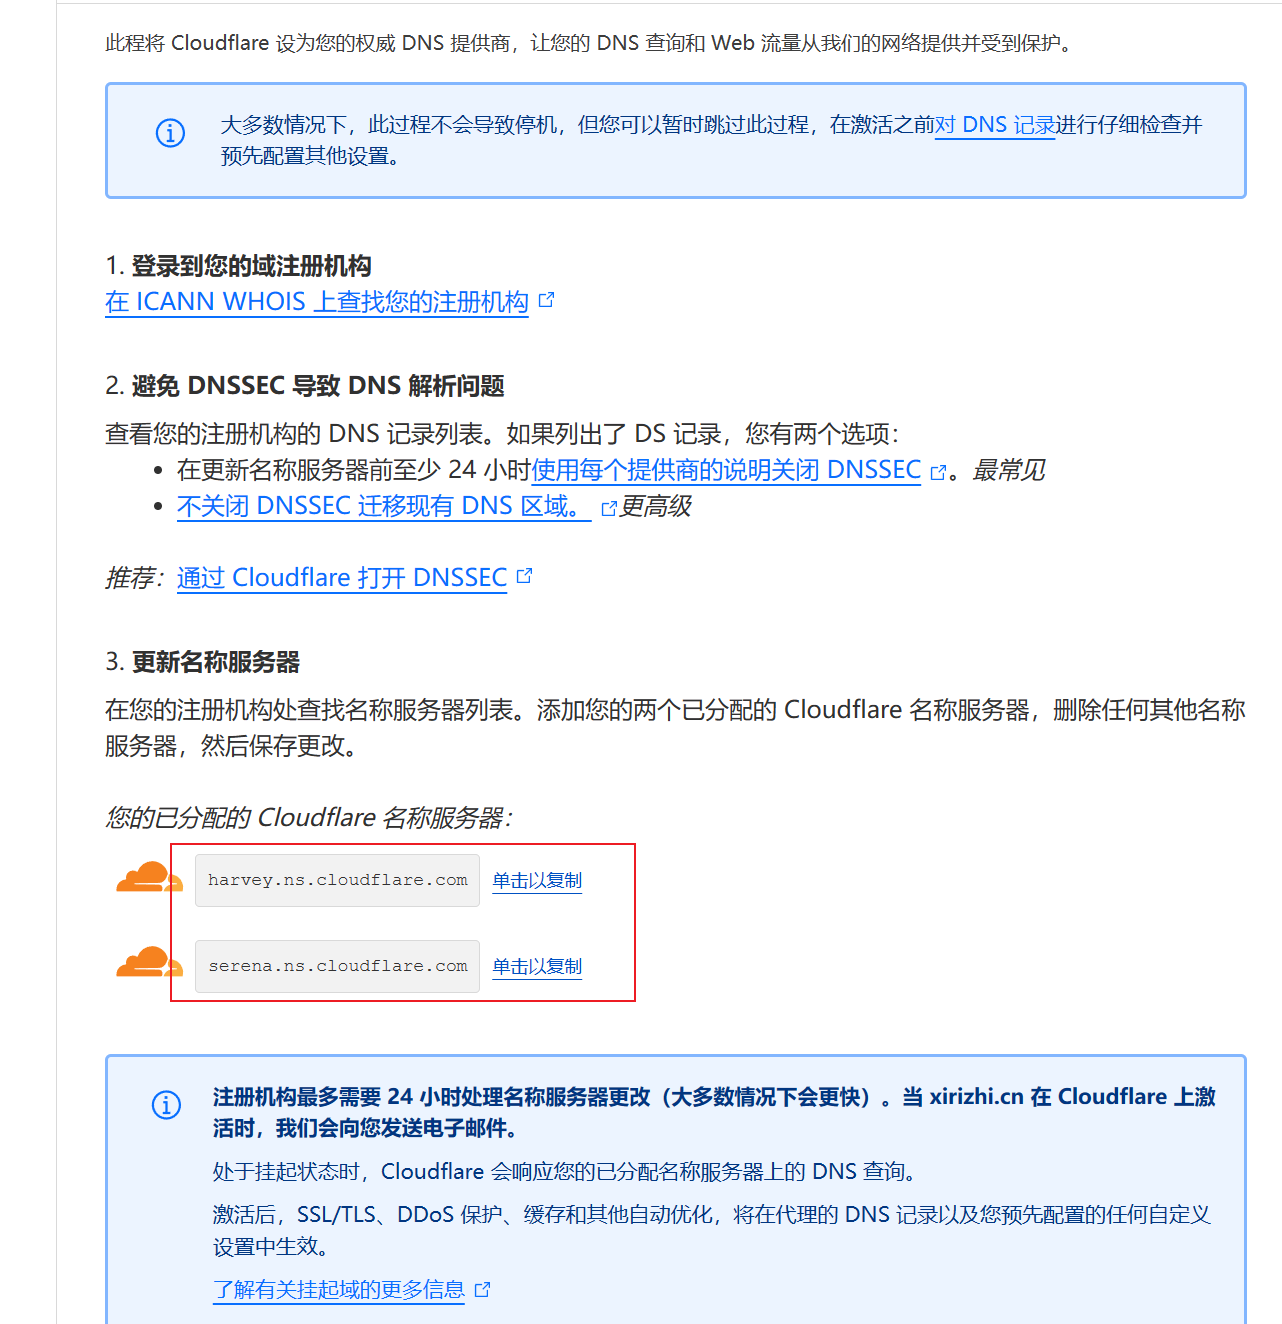 此程将 Cloudflare 设为您的权威 DNS 提供商，让您的 DNS 查询和 Web 流量从我们的网络提供并受到保护。
大多数情况下，此过程不会导致停机，但您可以暂时跳过此过程，在激活之前对 DNS 记录进行仔细检查并
预先配置其他设置。
1. 登录到您的域注册机构
在 ICANN WHOIS 上查找您的注册机构
2. 避免 DNSSEC 导致 DNS 解析问题
查看您的注册机构的 DNS 记录列表。如果列出了 DS 记录，您有两个选项：
• 在更新名称服务器前至少 24 小时使用每个提供商的说明关闭 DNSSEC 。最常见
• 不关闭 DNSSEC 迁移现有 DNS 区域。 更高级
推荐：通过 Cloudflare 打开 DNSSEC
3. 更新名称服务器
在您的注册机构处查找名称服务器列表。添加您的两个已分配的 Cloudflare 名称服务器，删除任何其他名称
服务器，然后保存更改。
您的已分配的 Cloudflare 名称服务器：
harvey.ns.cloudflare.com 单击以复制
serena.ns.cloudflare.com 单击以复制
注册机构最多需要 24 小时处理名称服务器更改（大多数情况下会更快）。当 xirizhi.cn 在 Cloudflare 上激
活时，我们会向您发送电子邮件。
处于挂起状态时，Cloudflare 会响应您的已分配名称服务器上的 DNS 查询。
激活后，SSL/TLS、DDoS 保护、缓存和其他自动优化，将在代理的 DNS 记录以及您预先配置的任何自定义
设置中生效。
了解有关挂起域的更多信息